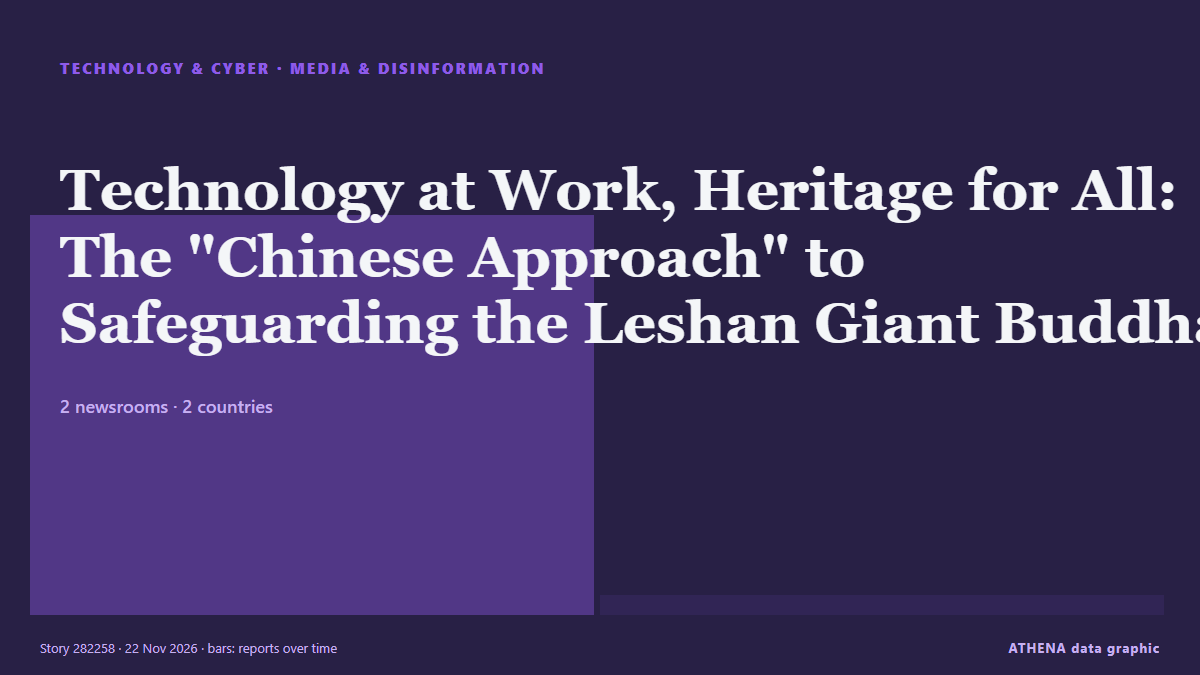 TECHNOLOGY & CYBER · MEDIA & DISINFORMATION
Technology at Work, Heritage for All:
The "Chinese Approach" to
Safeguarding the Leshan Giant Buddha
2 newsrooms · 2 countries
Story 282258 · 22 Nov 2026 · bars: reports over time
ATHENA data graphic